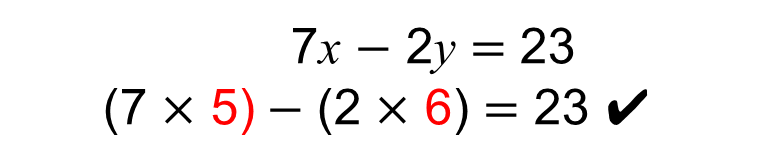 7x − 2y = 23
(7 × 5) − (2 × 6) = 23 ✔